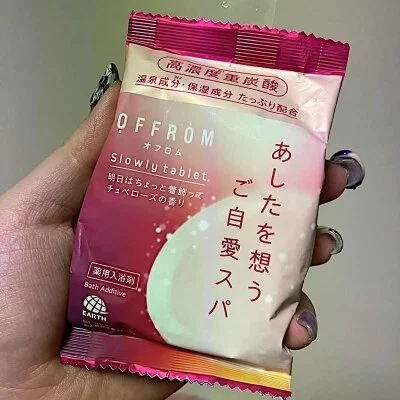 高濃度重炭酸
温泉成分・保湿成分 たっぷり配合
OFFROM
オフロム
Slowly tablet.
明日はちょっと着飾って
チュベローズの香り
あしたを想う
ご自愛スパ
薬用入浴剤
Bath Additive
EARTH